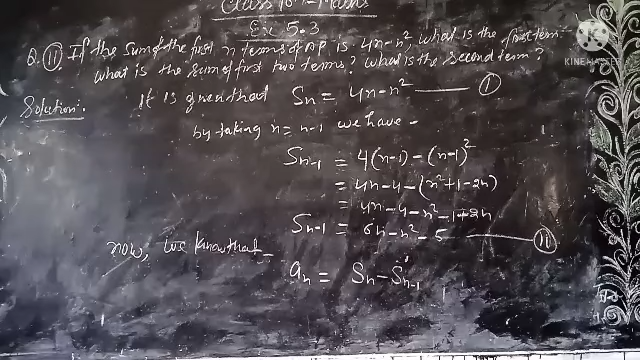 Class 10th Maths
Ex 5.3
Q. 11. If the sum of the first n terms of AP is 4n-n², what is the first term
what is the sum of first two terms? What is the second term?
KINEMASTER
Solution:. It is given that Sn = 4n-n² — I
by taking n = n-1 we have -
Sn-1 = 4(n-1) - (n-1)²
= 4n-4-(n²+1-2n)
= 4n-4-n²-1+2n
Sn-1 = 6n-n²-5 — II
now, we know that -
an = Sn - Sn-1